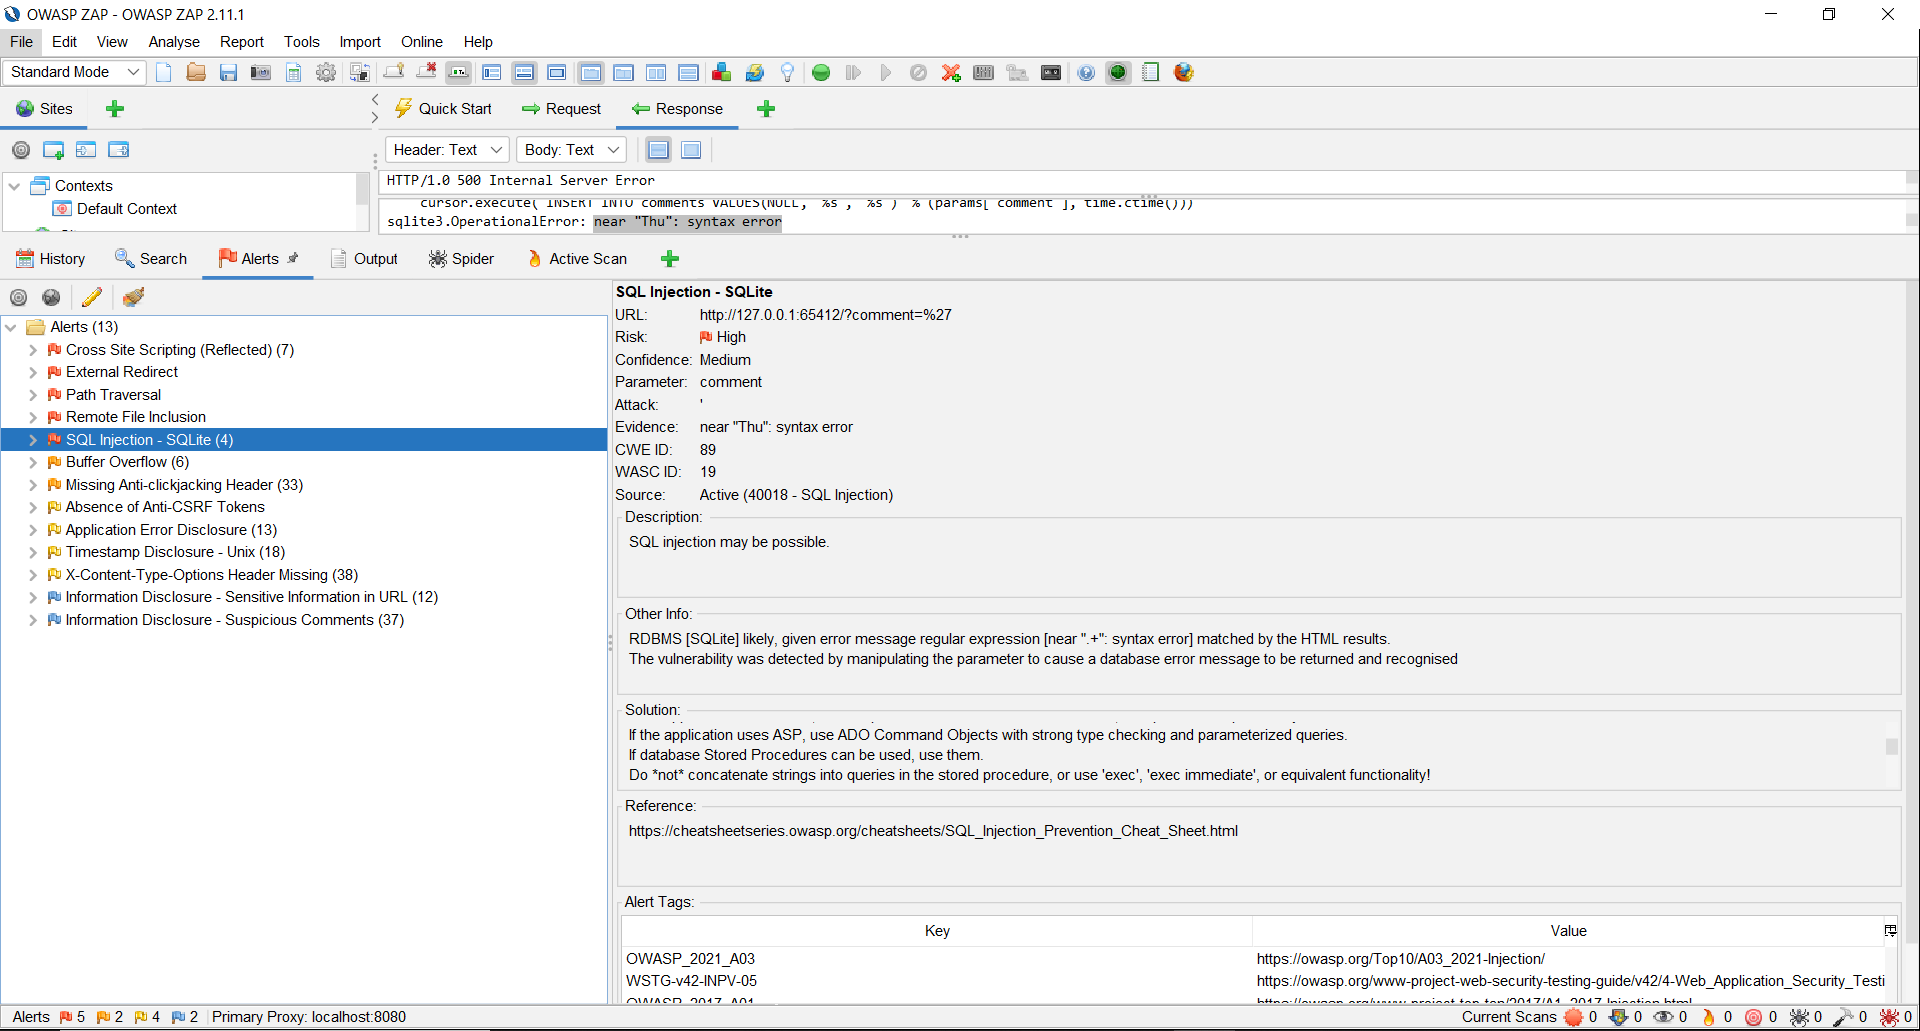 OWASP ZAP - OWASP ZAP 2.11.1
File Edit View Analyse Report Tools Import Online Help
Standard Mode
Sites
Quick Start Request Response
Header: Text Body: Text
Contexts
Default Context
HTTP/1.0 500 Internal Server Error
cursor.execute("INSERT INTO comments VALUES(NULL, '%s', '%s')" % (params["comment"], time.ctime()))
sqlite3.OperationalError: near "Thu": syntax error
History Search Alerts Output Spider Active Scan
Alerts (13)
Cross Site Scripting (Reflected) (7)
External Redirect
Path Traversal
Remote File Inclusion
SQL Injection - SQLite (4)
Buffer Overflow (6)
Missing Anti-clickjacking Header (33)
Absence of Anti-CSRF Tokens
Application Error Disclosure (13)
Timestamp Disclosure - Unix (18)
X-Content-Type-Options Header Missing (38)
Information Disclosure - Sensitive Information in URL (12)
Information Disclosure - Suspicious Comments (37)
SQL Injection - SQLite
URL: http://127.0.0.1:65412/?comment=%27
Risk: High
Confidence: Medium
Parameter: comment
Attack: '
Evidence: near "Thu": syntax error
CWE ID: 89
WASC ID: 19
Source: Active (40018 - SQL Injection)
Description:
SQL injection may be possible.
Other Info:
RDBMS [SQLite] likely, given error message regular expression [near ".+": syntax error] matched by the HTML results.
The vulnerability was detected by manipulating the parameter to cause a database error message to be returned and recognised
Solution:
If the application uses ASP, use ADO Command Objects with strong type checking and parameterized queries.
If database Stored Procedures can be used, use them.
Do *not* concatenate strings into queries in the stored procedure, or use 'exec', 'exec immediate', or equivalent functionality!
Reference:
https://cheatsheetseries.owasp.org/cheatsheets/SQL_Injection_Prevention_Cheat_Sheet.html
Alert Tags:
Key Value
OWASP_2021_A03 https://owasp.org/Top10/A03_2021-Injection/
WSTG-v42-INPV-05 https://owasp.org/www-project-web-security-testing-guide/v42/4-Web_Application_Security_Testi
OWASP_2017_A01 https://owasp.org/www-project-top-ten/2017/A1_2017-Injection.html
Alerts 5 2 4 2 Primary Proxy: localhost:8080 Current Scans 0 0 0 0 0 0 0 0